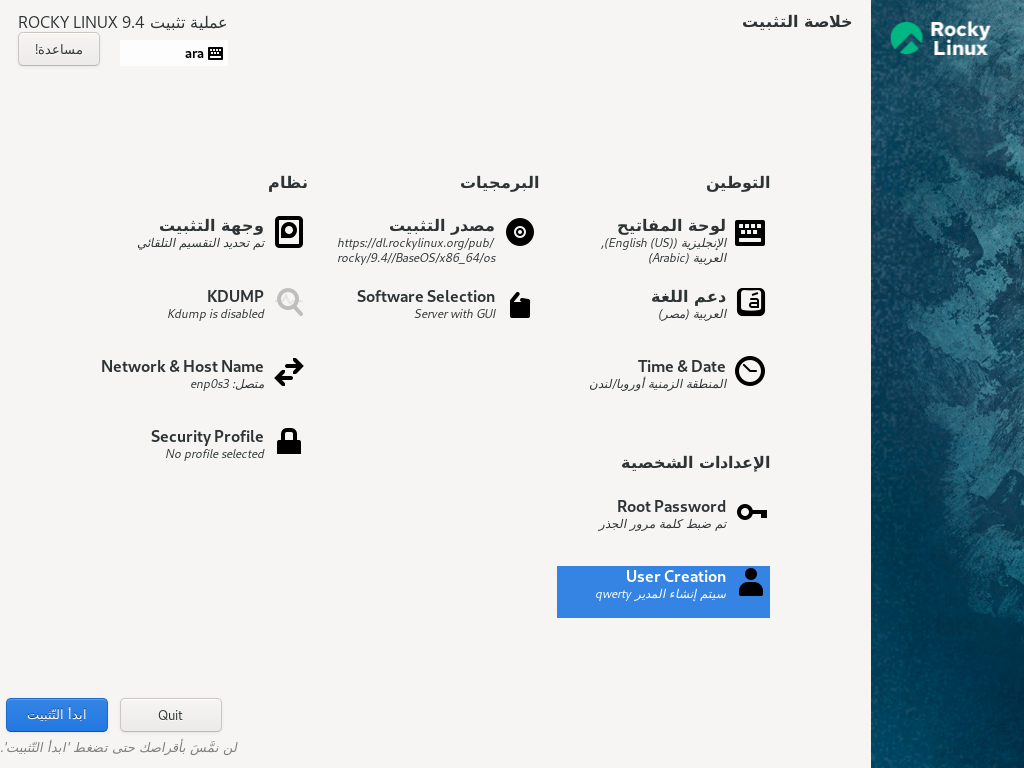 Rocky
Linux
خلاصة التثبيت
عملية تثبيت ROCKY LINUX 9.4
ara
مساعدة!
التوطين
لوحة المفاتيح
الإنجليزية (English (US)),
العربية (Arabic)
دعم اللغة
العربية (مصر)
Time & Date
المنطقة الزمنية أوروبا/لندن
البرمجيات
مصدر التثبيت
https://dl.rockylinux.org/pub/
rocky/9.4//BaseOS/x86_64/os
Software Selection
Server with GUI
نظام
وجهة التثبيت
تم تحديد التقسيم التلقائي
KDUMP
Kdump is disabled
Network & Host Name
متصل: enp0s3
Security Profile
No profile selected
الإعدادات الشخصية
Root Password
تم ضبط كلمة مرور الجذر
User Creation
سيتم إنشاء المدير qwerty
Quit
ابدأ التّثبيت
لن نمَّسَ بأقراصك حتى تضغط 'ابدأ التّثبيت'.